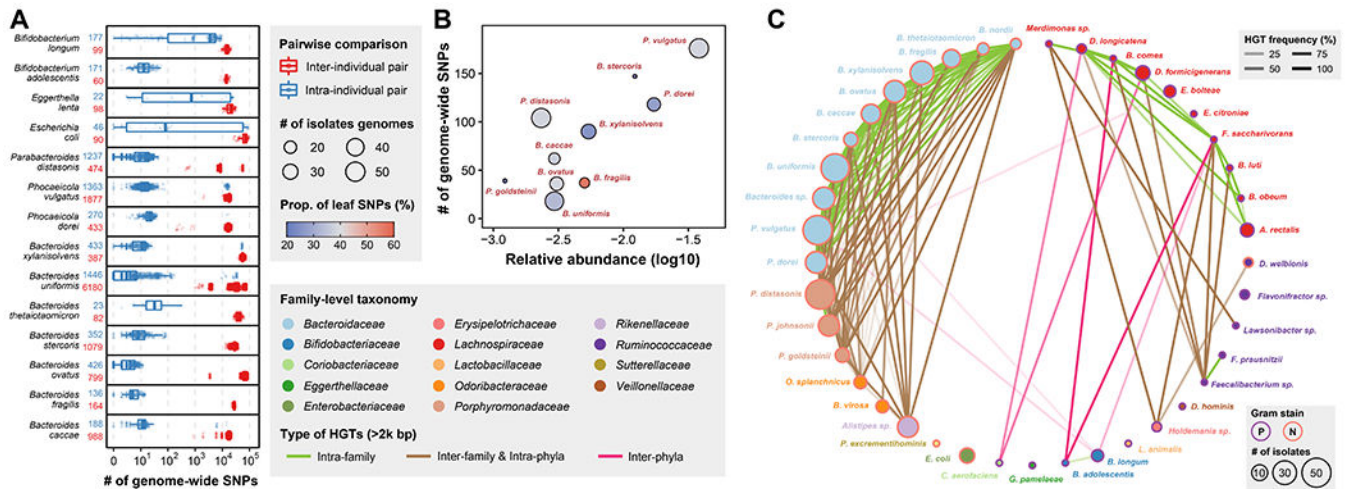 A
Bifidobacterium
longum
177
99
Bifidobacterium
adolescentis
171
60
Eggerthella
lenta
22
98
Escherichia
coli
46
90
Parabacteroides
distasonis
1237
474
Phocaeicola
vulgatus
1363
1877
Phocaeicola
dorei
270
433
Bacteroides
xylanisolvens
433
387
Bacteroides
uniformis
1446
6180
Bacteroides
thetaiotaomicron
23
82
Bacteroides
stercoris
352
1079
Bacteroides
ovatus
426
799
Bacteroides
fragilis
136
164
Bacteroides
caccae
188
988
0 10¹ 10² 10³ 10⁴ 10⁵
# of genome-wide SNPs
Pairwise comparison
Inter-individual pair
Intra-individual pair
# of isolates genomes
20 40
30 50
Prop. of leaf SNPs (%)
20 30 40 50 60
B
# of genome-wide SNPs
150
100
50
0
P. vulgatus
B. stercoris
P. dorei
P. distasonis
B. xylanisolvens
B. caccae
B. ovatus
B. fragilis
P. goldsteinii
B. uniformis
−3.0 −2.5 −2.0 −1.5
Relative abundance (log10)
Family-level taxonomy
Bacteroidaceae Erysipelotrichaceae Rikenellaceae
Bifidobacteriaceae Lachnospiraceae Ruminococcaceae
Coriobacteriaceae Lactobacillaceae Sutterellaceae
Eggerthellaceae Odoribacteraceae Veillonellaceae
Enterobacteriaceae Porphyromonadaceae
Type of HGTs (>2k bp)
Intra-family Inter-family & Intra-phyla Inter-phyla
C
B. nordii
B. thetaiotaomicron
B. fragilis
B. xylanisolvens
B. ovatus
B. caccae
B. stercoris
B. uniformis
Bacteroides sp.
P. vulgatus
P. dorei
P. distasonis
P. johnsonii
P. goldsteinii
O. splanchnicus
B. virosa
Alistipes sp.
P. excrementihominis
E. coli
C. aerofaciens
G. pamelaeae
B. adolescentis
B. longum
L. animalis
Holdemania sp.
D. hominis
Faecalibacterium sp.
F. prausnitzii
Lawsonibacter sp.
Flavonifractor sp.
D. welbionis
A. rectalis
B. obeum
B. luti
F. saccharivorans
E. citroniae
E. bolteae
D. formicigenerans
B. comes
D. longicatena
Merdimonas sp.
HGT frequency (%)
25 75
50 100
Gram stain
P N
# of isolates
10 30 50